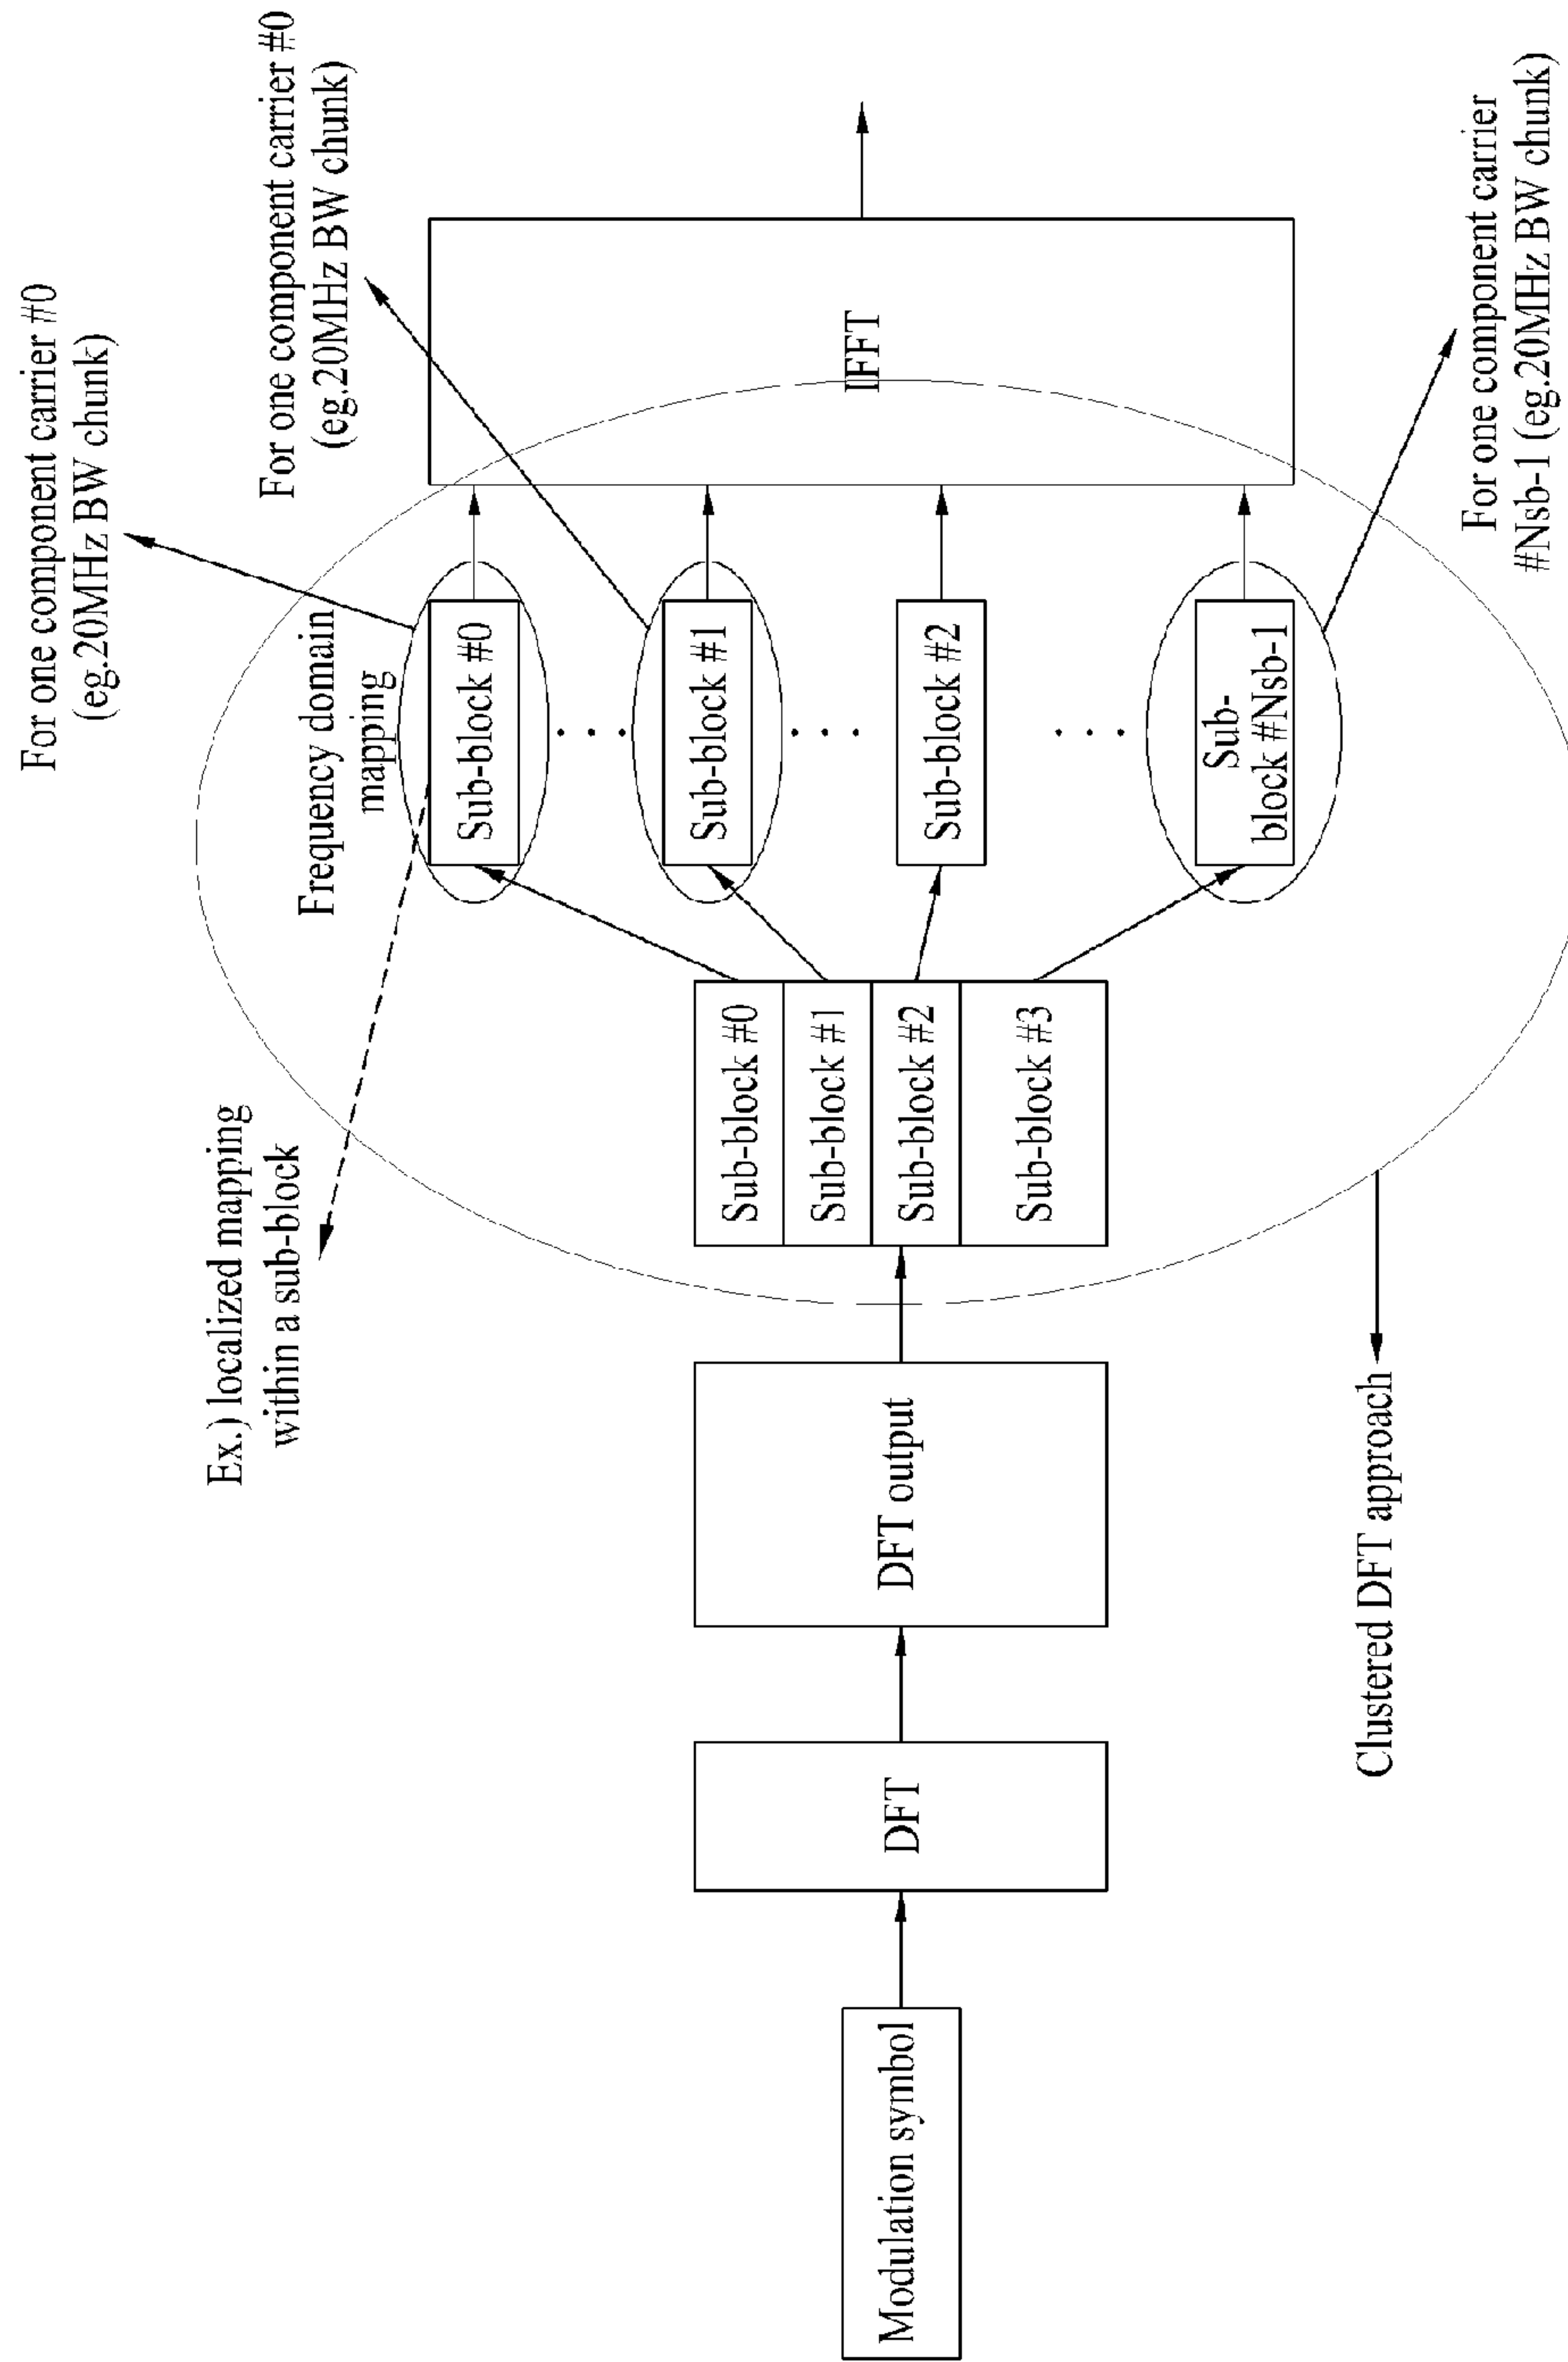 For one component carrier #0
(eg.20MHz BW chunk)
For one component carrier #0
(eg.20MHz BW chunk)
Ex.) localized mapping
within a sub-block
Frequency domain
mapping
Sub-block #0
Sub-block #1
Sub-block #2
Sub-
block #Nsb-1
Modulation symbol
DFT
DFT output
Sub-block #0
Sub-block #1
Sub-block #2
Sub-block #3
IFFT
Clustered DFT approach
For one component carrier
#Nsb-1 (eg.20MHz BW chunk)